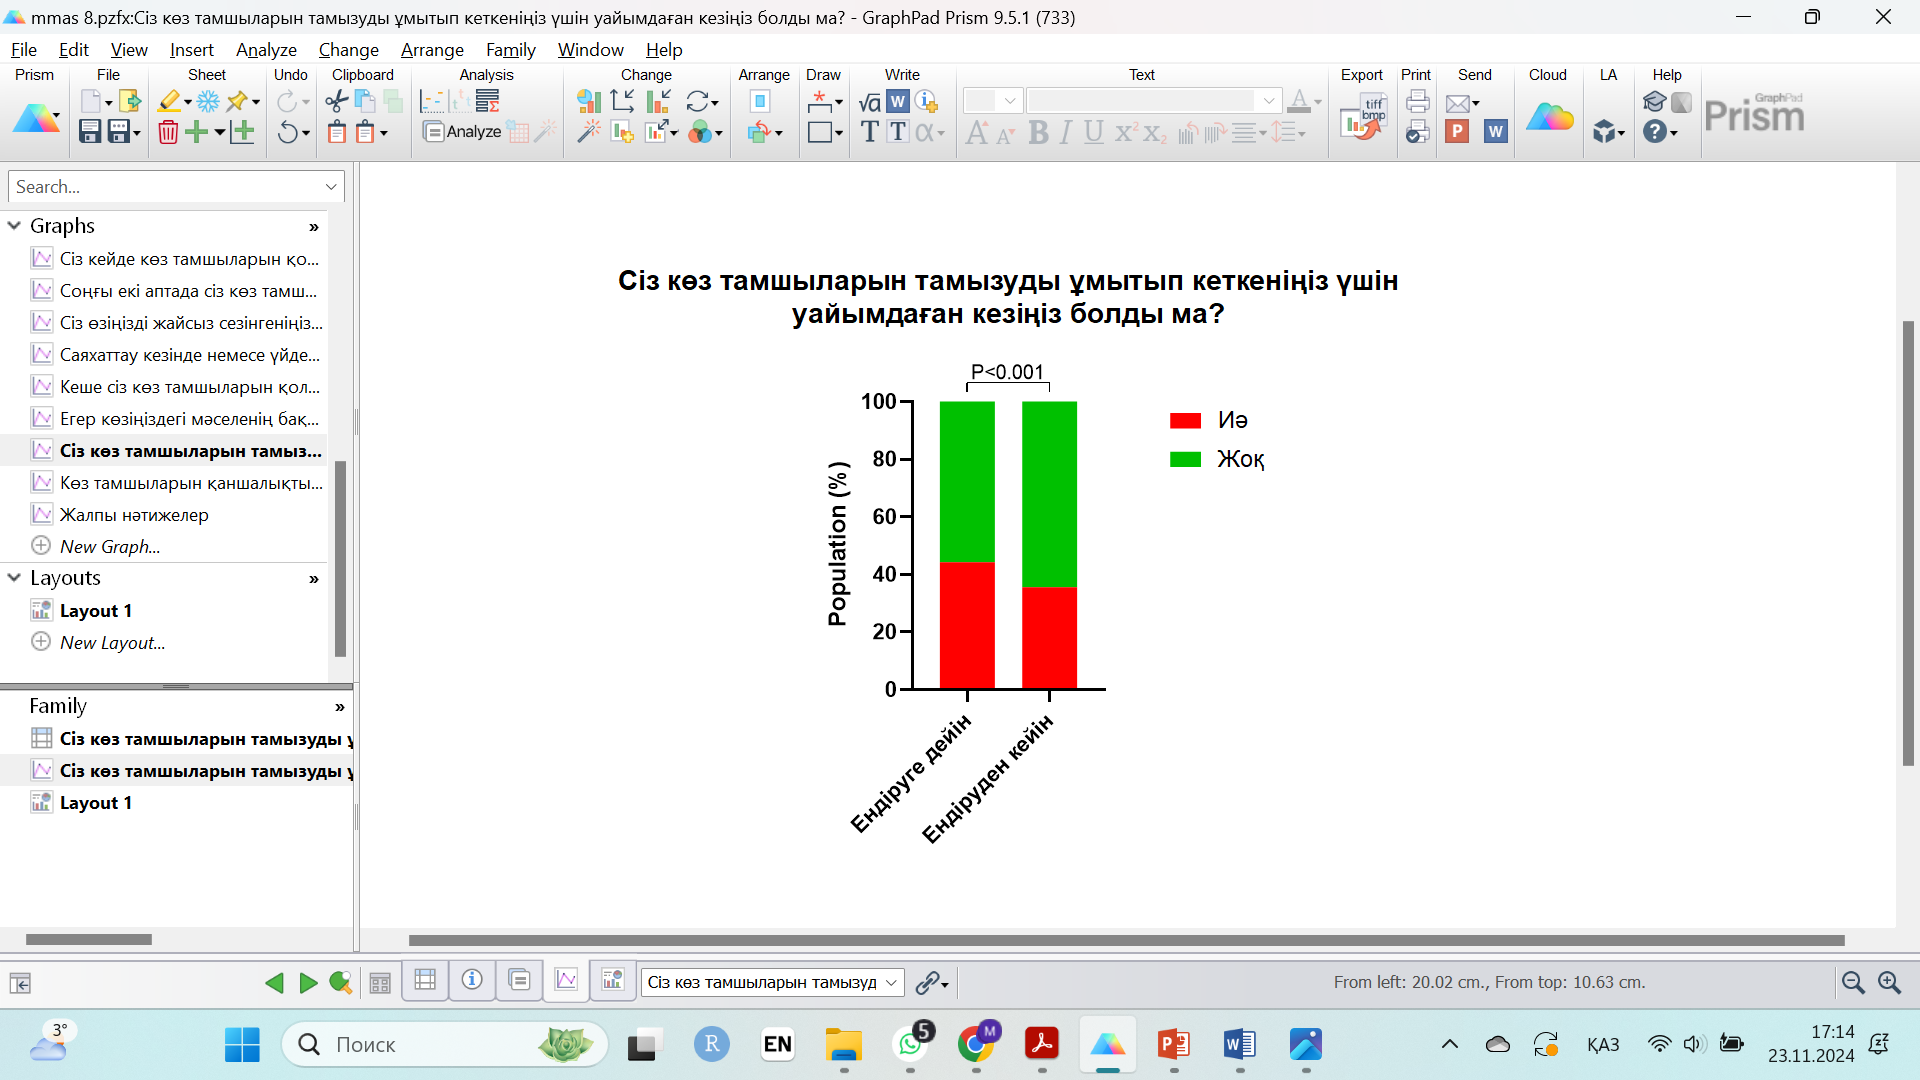 mmas 8.pzfx:Сіз көз тамшыларын тамызуды ұмытып кеткеніңіз үшін уайымдаған кезіңіз болды ма? - GraphPad Prism 9.5.1 (733)
File Edit View Insert Analyze Change Arrange Family Window Help
Prism File Sheet Undo Clipboard Analysis Change Arrange Draw Write Text Export Print Send Cloud LA Help
Analyze
tiff
bmp
GraphPad
Prism
Search...
Graphs »
Сіз кейде көз тамшыларын қо...
Соңғы екі аптада сіз көз тамш...
Сіз өзіңізді жайсыз сезінгеніңіз...
Саяхаттау кезінде немесе үйде...
Кеше сіз көз тамшыларын қол...
Егер көзіңіздегі мәселенің бақ...
Сіз көз тамшыларын тамыз...
Көз тамшыларын қаншалықты...
Жалпы нәтижелер
New Graph...
Layouts »
Layout 1
New Layout...
Family »
Сіз көз тамшыларын тамызуды ұ
Сіз көз тамшыларын тамызуды ұ
Layout 1
Сіз көз тамшыларын тамызуды ұмытып кеткеніңіз үшін
уайымдаған кезіңіз болды ма?
P<0.001
100
80
60
40
20
0
Population (%)
Иә
Жоқ
Ендіруге дейін
Ендіруден кейін
Сіз көз тамшыларын тамызуд
From left: 20.02 cm., From top: 10.63 cm.
3°
Поиск
R
EN
5
M
P
W
ҚАЗ
17:14
23.11.2024